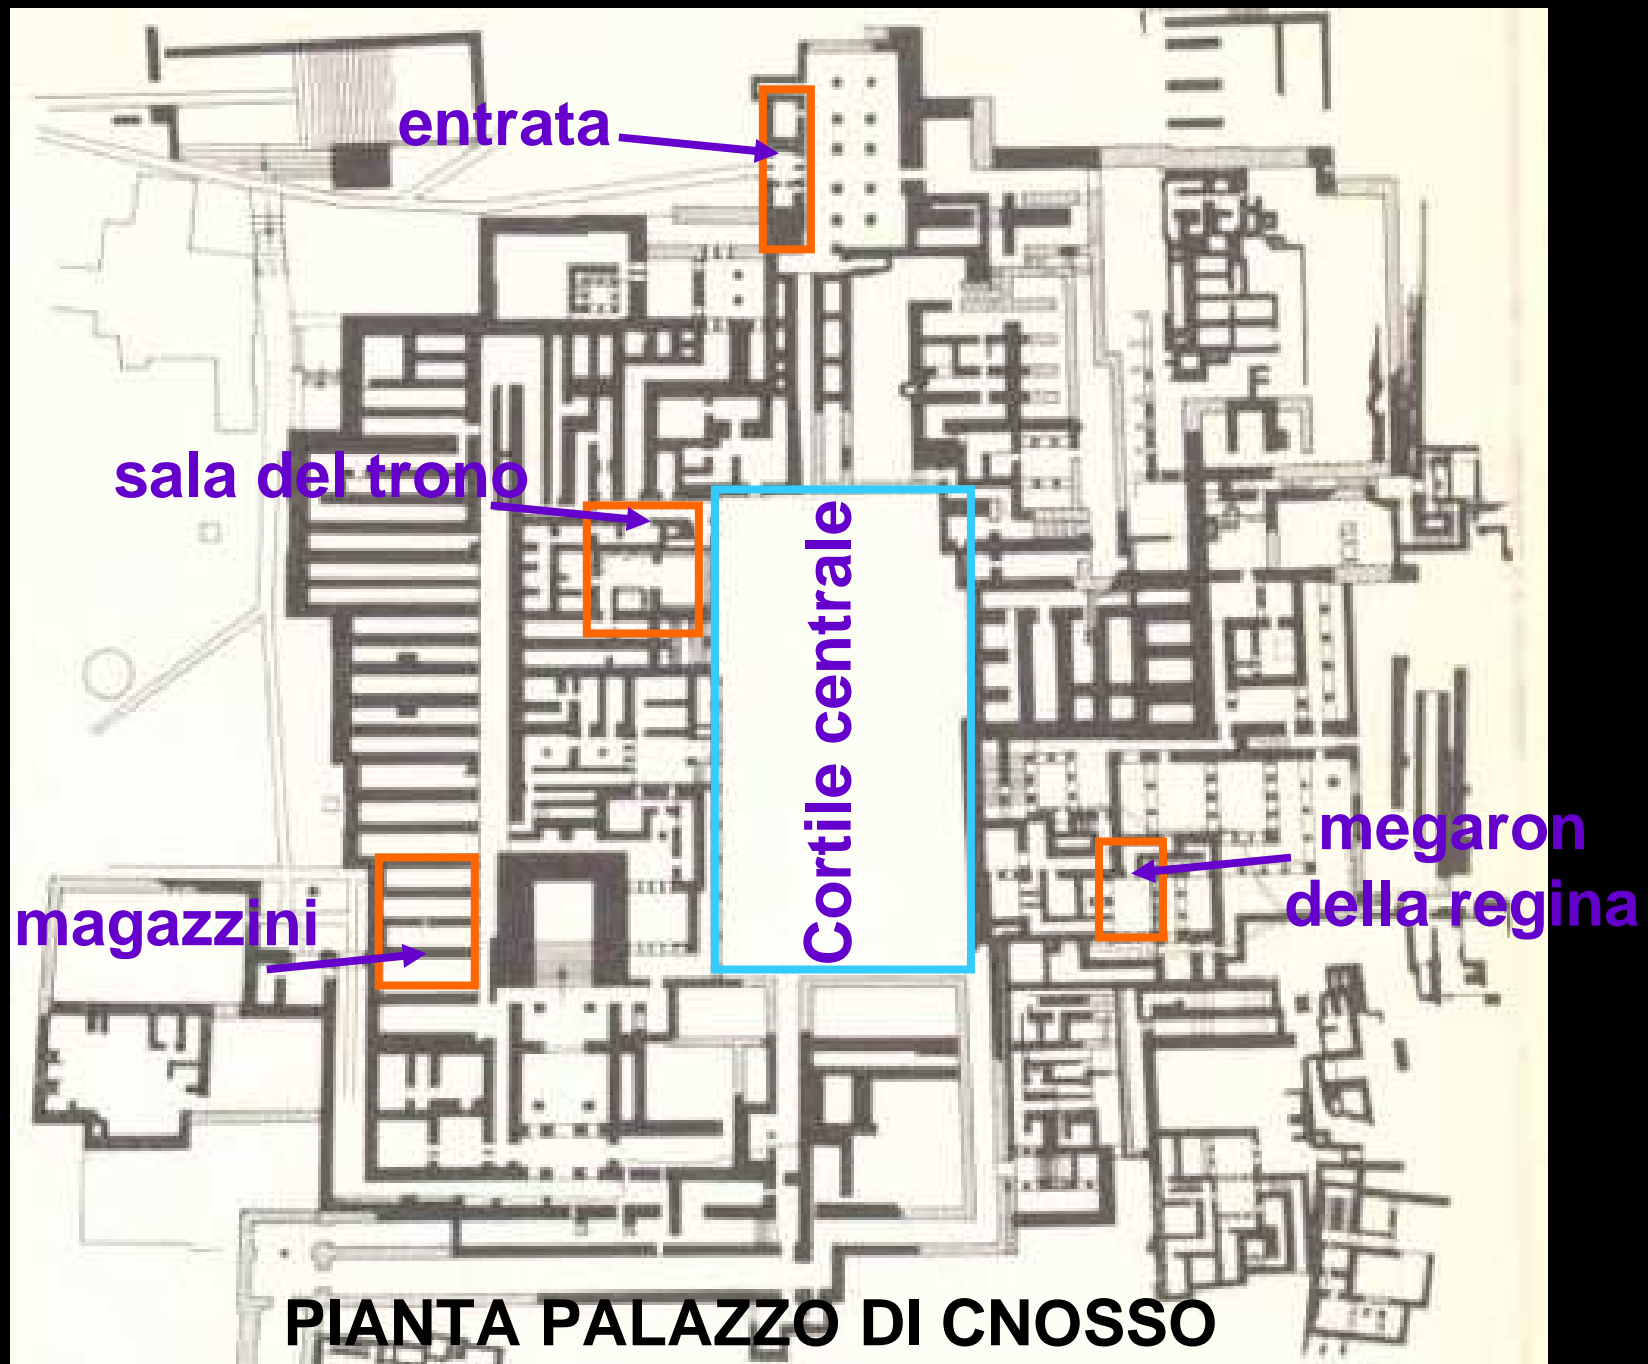 entrata
sala del trono
Cortile centrale
megaron
della regina
magazzini
PIANTA PALAZZO DI CNOSSO